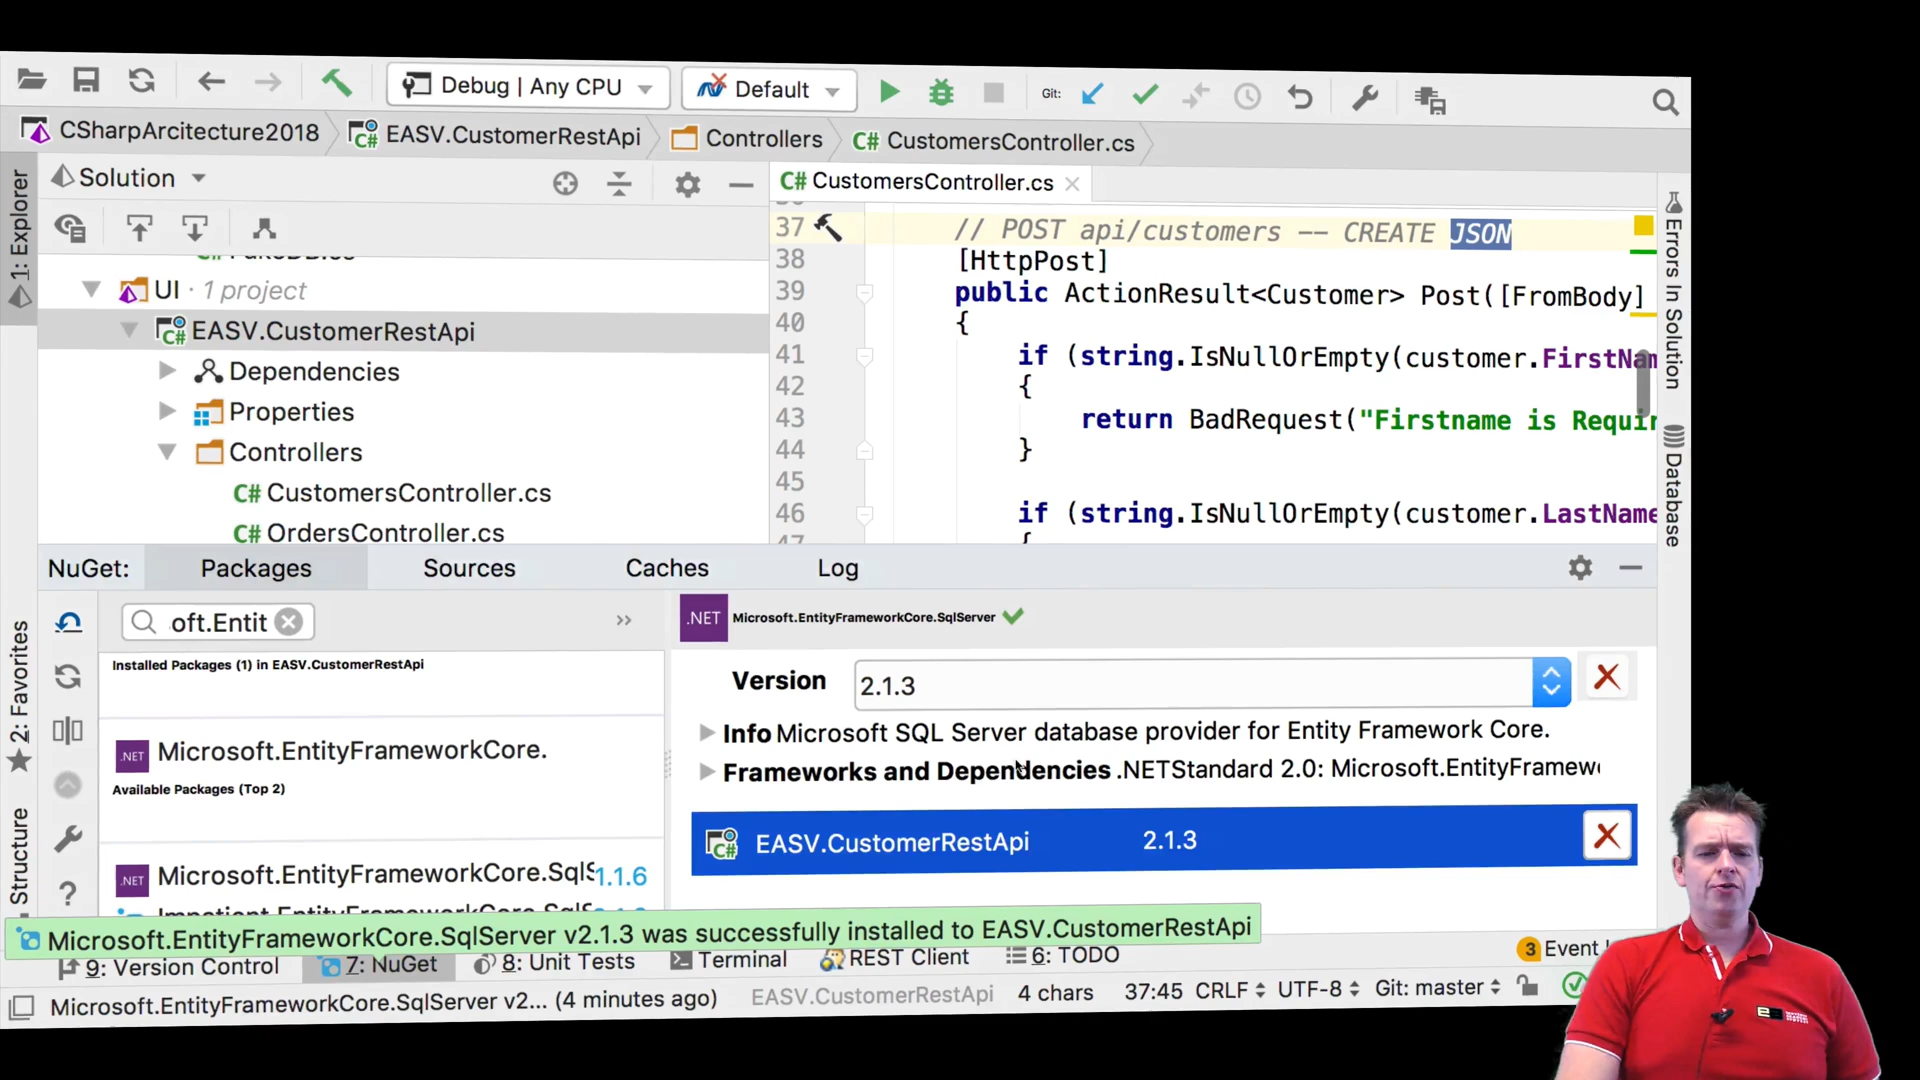 Debug | Any CPU
Default
Git:
CSharpArcitecture2018
EASV.CustomerRestApi
Controllers
C# CustomersController.cs
1: Explorer
Solution
C# CustomersController.cs
UI · 1 project
EASV.CustomerRestApi
Dependencies
Properties
Controllers
C# CustomersController.cs
C# OrdersController.cs
37 // POST api/customers -- CREATE JSON
38 [HttpPost]
39 public ActionResult<Customer> Post([FromBody]
40 {
41 if (string.IsNullOrEmpty(customer.FirstNam
42 {
43 return BadRequest("Firstname is Requir
44 }
45
46 if (string.IsNullOrEmpty(customer.LastName
47 {
Errors In Solution
Database
NuGet:
Packages
Sources
Caches
Log
2: Favorites
Structure
oft.Entit
Installed Packages (1) in EASV.CustomerRestApi
.NET Microsoft.EntityFrameworkCore.
Available Packages (Top 2)
.NET Microsoft.EntityFrameworkCore.SqlS 1.1.6
.NET Microsoft.EntityFrameworkCore.SqlServer
Version 2.1.3
Info Microsoft SQL Server database provider for Entity Framework Core.
Frameworks and Dependencies .NETStandard 2.0: Microsoft.EntityFramew
EASV.CustomerRestApi 2.1.3
Microsoft.EntityFrameworkCore.SqlServer v2.1.3 was successfully installed to EASV.CustomerRestApi
9: Version Control
7: NuGet
8: Unit Tests
Terminal
REST Client
6: TODO
3 Event
Microsoft.EntityFrameworkCore.SqlServer v2... (4 minutes ago)
EASV.CustomerRestApi
4 chars
37:45
CRLF
UTF-8
Git: master